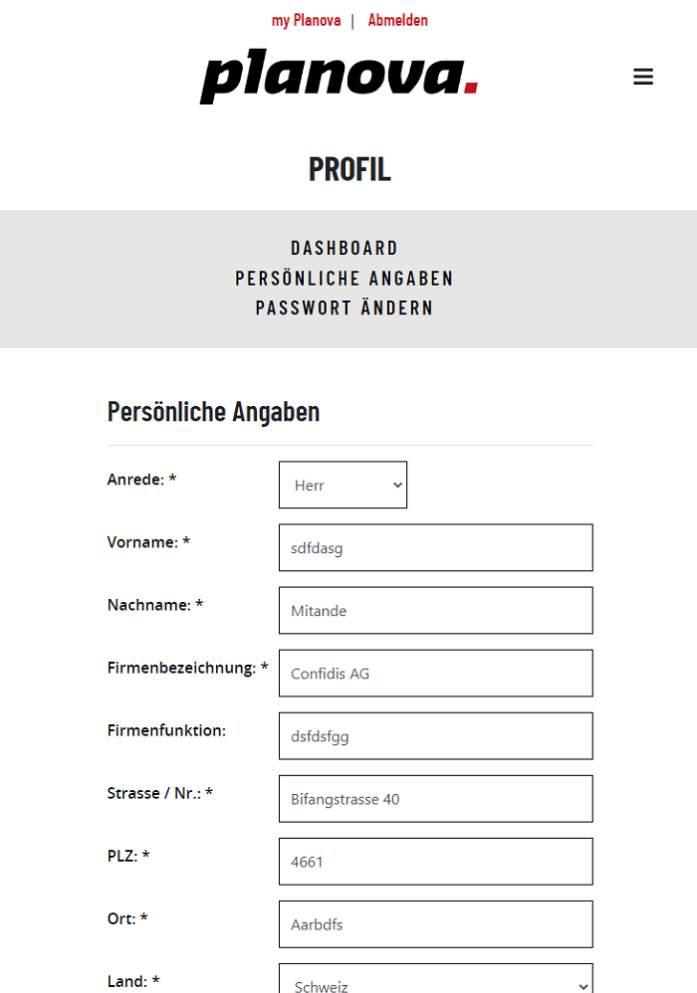 my Planova | Abmelden
planova.
PROFIL
DASHBOARD
PERSÖNLICHE ANGABEN
PASSWORT ÄNDERN
Persönliche Angaben
Anrede: * Herr
Vorname: * sdfdasg
Nachname: * Mitande
Firmenbezeichnung: * Confidis AG
Firmenfunktion: dsfdsfgg
Strasse / Nr.: * Bifangstrasse 40
PLZ: * 4661
Ort: * Aarbdfs
Land: * Schweiz